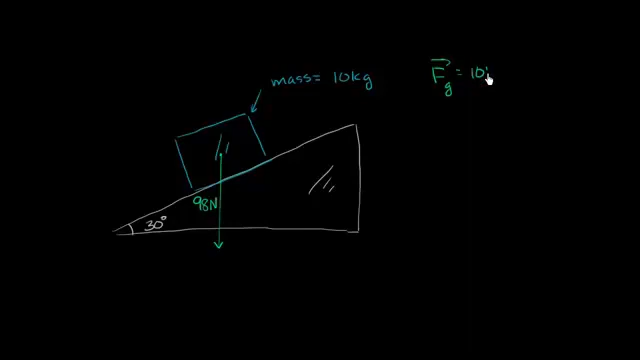 mass= 10kg
F⃗g = 10
98N
30°